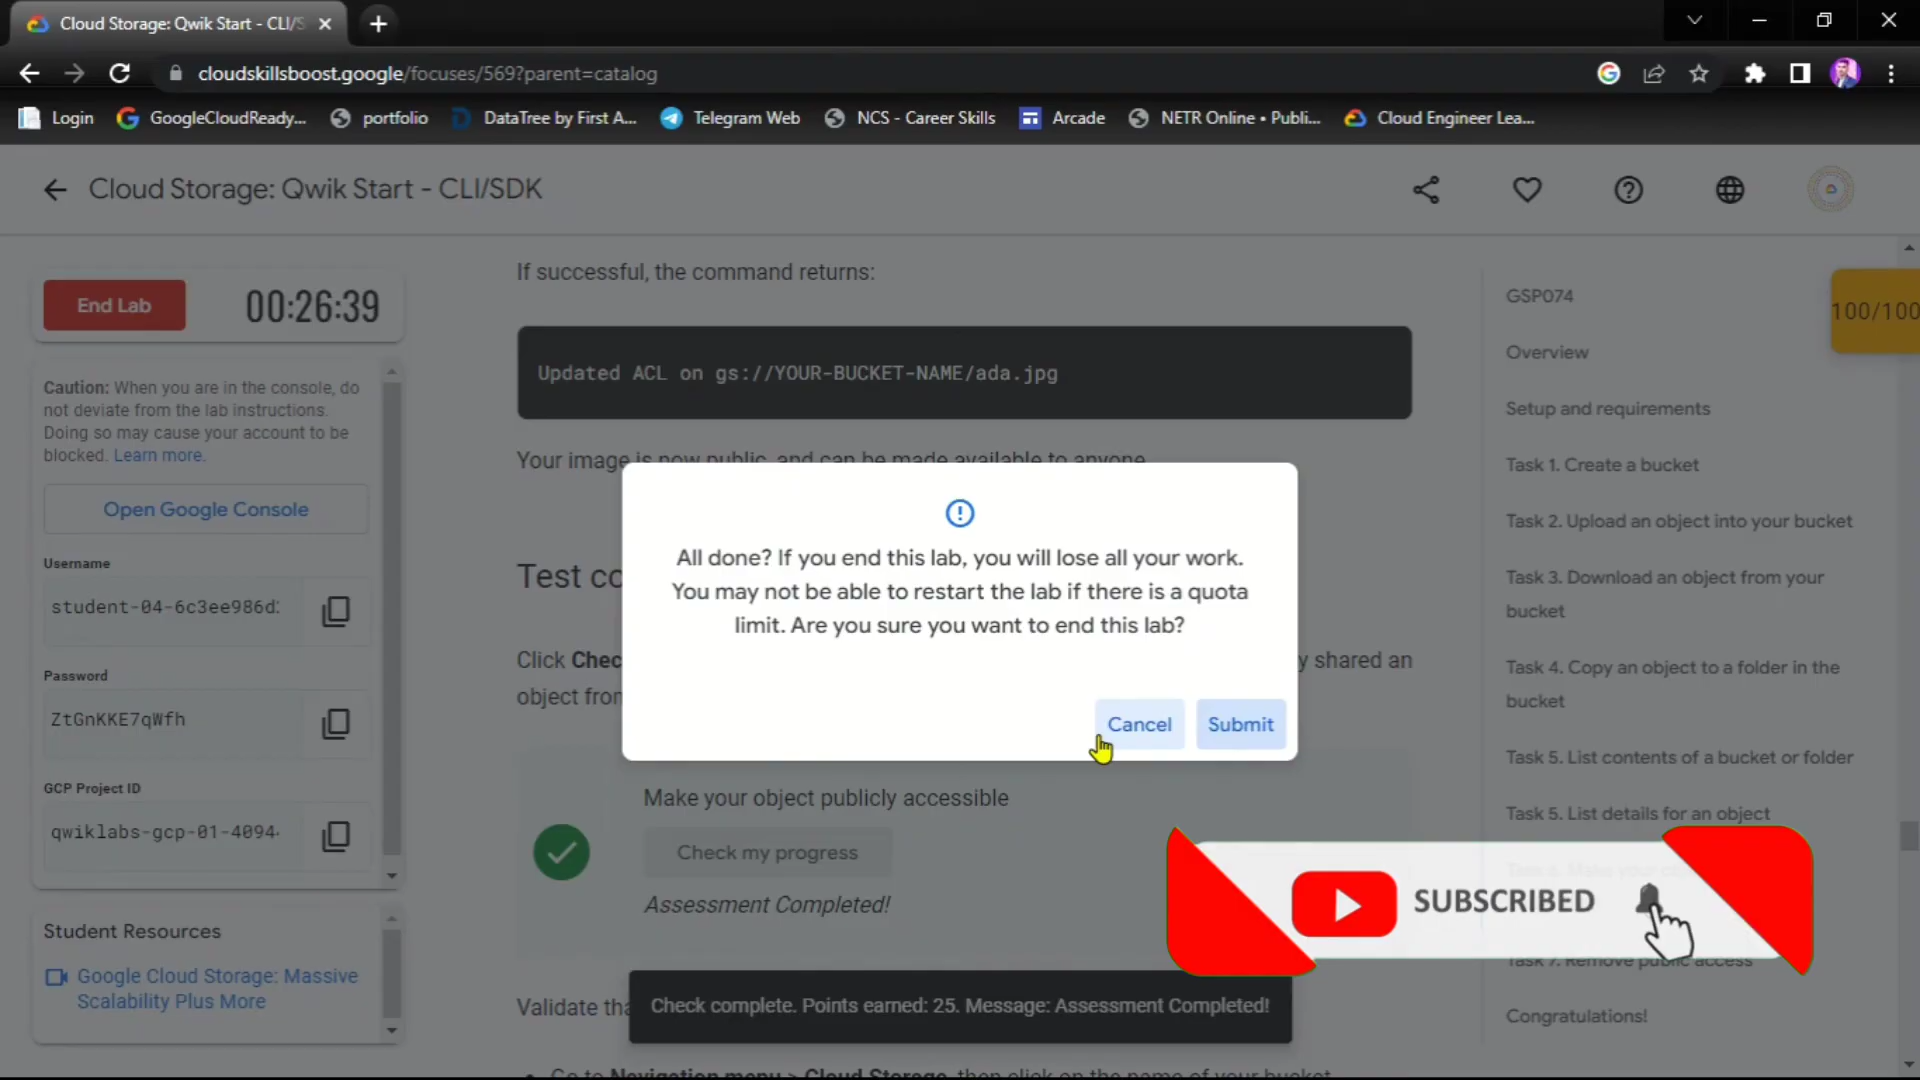 Cloud Storage: Qwik Start - CLI/S
cloudskillsboost.google/focuses/569?parent=catalog
Login
GoogleCloudReady...
portfolio
DataTree by First A...
Telegram Web
NCS - Career Skills
Arcade
NETR Online • Publi...
Cloud Engineer Lea...
Cloud Storage: Qwik Start - CLI/SDK
End Lab
00:26:39
Caution: When you are in the console, do
not deviate from the lab instructions.
Doing so may cause your account to be
blocked. Learn more.
Open Google Console
Username
student-04-6c3ee986d
Password
ZtGnKKE7qWfh
GCP Project ID
qwiklabs-gcp-01-4094
Student Resources
Google Cloud Storage: Massive
Scalability Plus More
If successful, the command returns:
Updated ACL on gs://YOUR-BUCKET-NAME/ada.jpg
Your image is now public, and can be made available to anyone.
Test co
Click Chec
y shared an
object fro
All done? If you end this lab, you will lose all your work.
You may not be able to restart the lab if there is a quota
limit. Are you sure you want to end this lab?
Cancel
Submit
Make your object publicly accessible
Check my progress
Assessment Completed!
Validate tha
Check complete. Points earned: 25. Message: Assessment Completed!
Go to Navigation menu > Cloud Storage, then click on the name of your bucket.
GSP074
100/100
Overview
Setup and requirements
Task 1. Create a bucket
Task 2. Upload an object into your bucket
Task 3. Download an object from your
bucket
Task 4. Copy an object to a folder in the
bucket
Task 5. List contents of a bucket or folder
Task 5. List details for an object
SUBSCRIBED
Task 7. Remove public access
Congratulations!